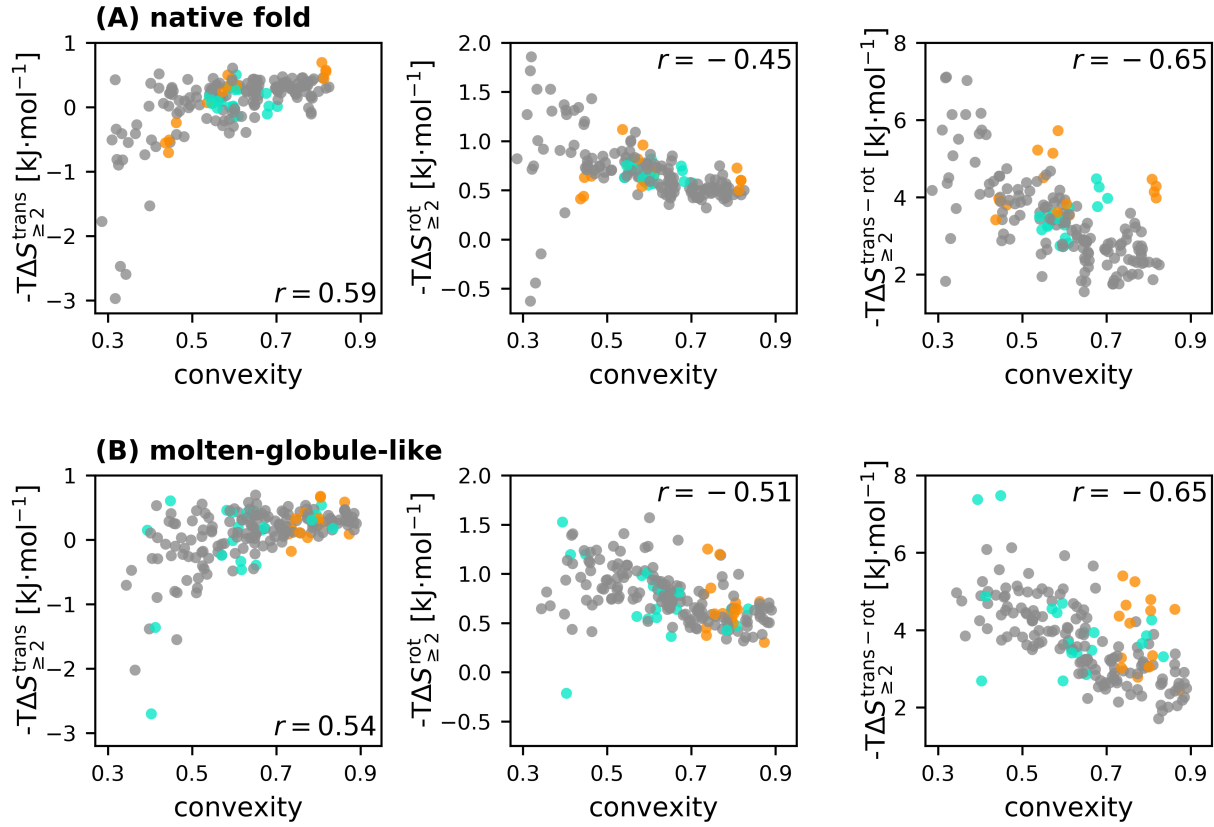 (A) native fold
-TΔS trans ≥2 [kJ·mol−1]
1
0
−1
−2
−3
r = 0.59
0.3 0.5 0.7 0.9
convexity
-TΔS rot ≥2 [kJ·mol−1]
2.0
1.5
1.0
0.5
0.0
−0.5
r = −0.45
0.3 0.5 0.7 0.9
convexity
-TΔS trans − rot ≥2 [kJ·mol−1]
8
6
4
2
r = −0.65
0.3 0.5 0.7 0.9
convexity
(B) molten-globule-like
-TΔS trans ≥2 [kJ·mol−1]
1
0
−1
−2
−3
r = 0.54
0.3 0.5 0.7 0.9
convexity
-TΔS rot ≥2 [kJ·mol−1]
2.0
1.5
1.0
0.5
0.0
−0.5
r = −0.51
0.3 0.5 0.7 0.9
convexity
-TΔS trans − rot ≥2 [kJ·mol−1]
8
6
4
2
r = −0.65
0.3 0.5 0.7 0.9
convexity